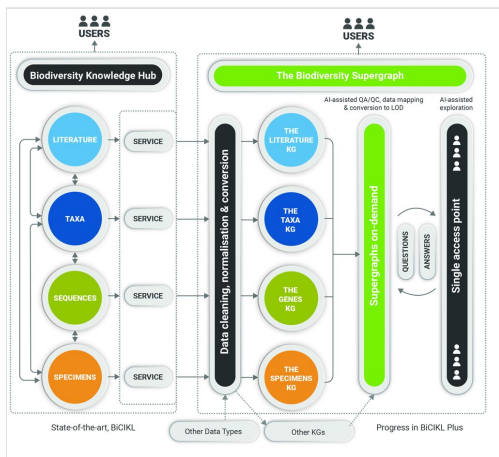 USERS
USERS
Biodiversity Knowledge Hub
The Biodiversity Supergraph
AI-assisted QA/QC, data mapping
& conversion to LOD
AI-assisted
exploration
LITERATURE
SERVICE
THE
LITERATURE
KG
TAXA
SERVICE
THE
TAXA
KG
SEQUENCES
SERVICE
THE
GENES
KG
SPECIMENS
SERVICE
THE
SPECIMENS
KG
Data cleaning, normalisation & conversion
Supergraphs on-demand
QUESTIONS
ANSWERS
Single access point
State-of-the-art, BiCIKL
Other Data Types
Other KGs
Progress in BiCIKL Plus